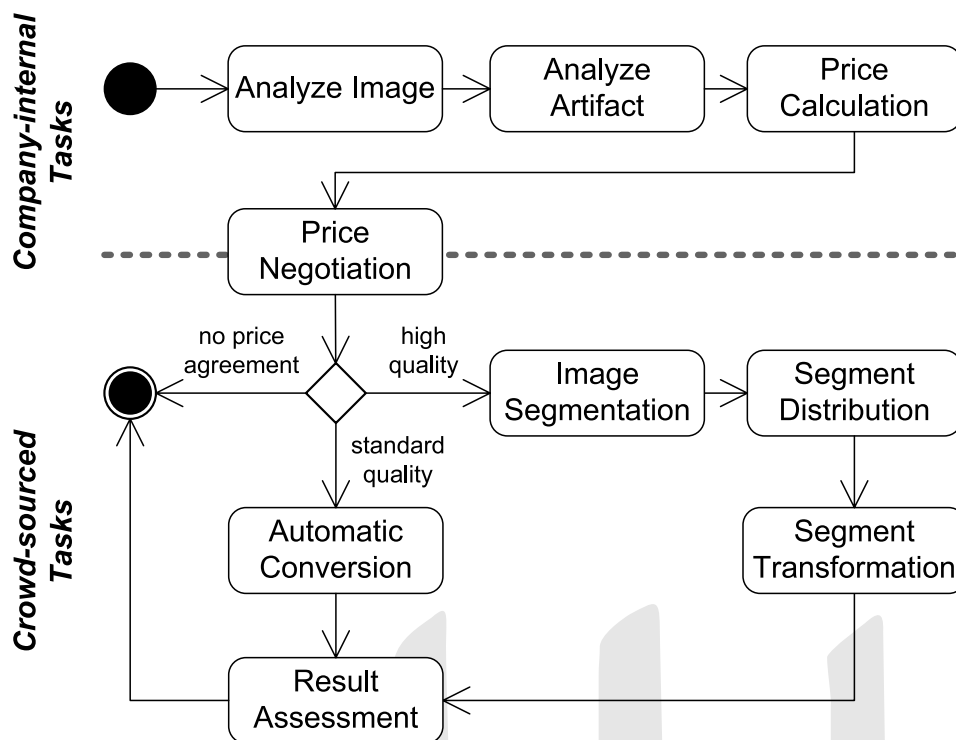 Company-internal
Tasks
Analyze Image
Analyze
Artifact
Price
Calculation
Price
Negotiation
no price
agreement
high
quality
Image
Segmentation
Segment
Distribution
standard
quality
Crowd-sourced
Tasks
Automatic
Conversion
Segment
Transformation
Result
Assessment